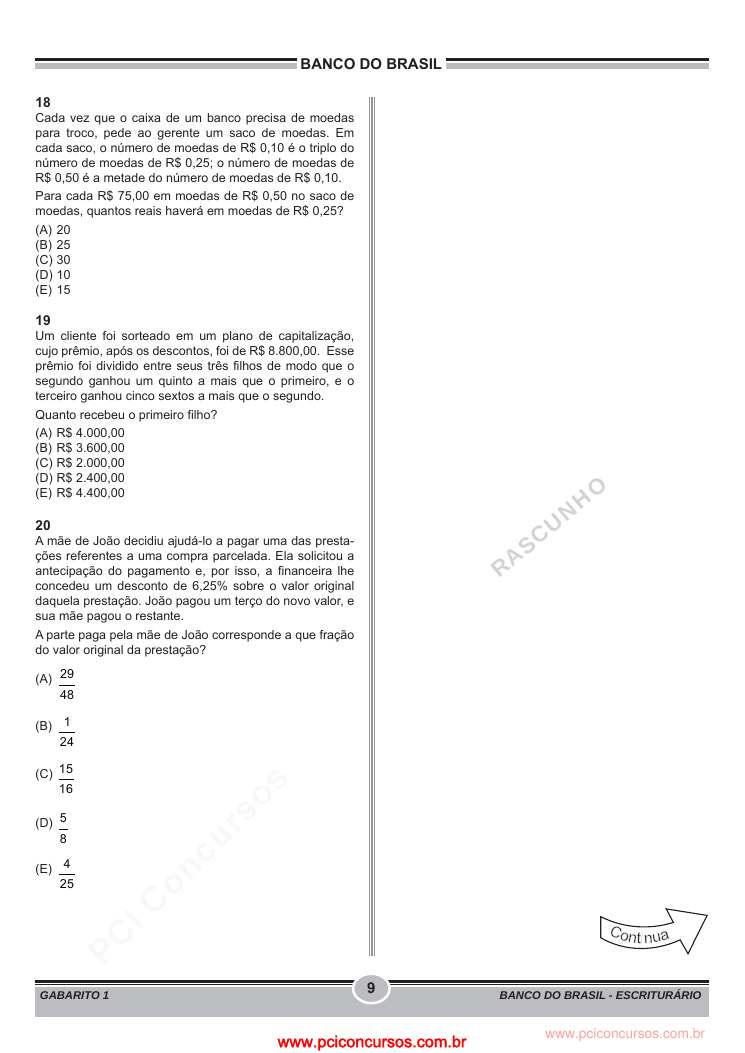 BANCO DO BRASIL
18
Cada vez que o caixa de um banco precisa de moedas
para troco, pede ao gerente um saco de moedas. Em
cada saco, o número de moedas de R$ 0,10 é o triplo do
número de moedas de R$ 0,25; o número de moedas de
R$ 0,50 é a metade do número de moedas de R$ 0,10.
Para cada R$ 75,00 em moedas de R$ 0,50 no saco de
moedas, quantos reais haverá em moedas de R$ 0,25?
(A) 20
(B) 25
(C) 30
(D) 10
(E) 15
19
Um cliente foi sorteado em um plano de capitalização,
cujo prêmio, após os descontos, foi de R$ 8.800,00. Esse
prêmio foi dividido entre seus três filhos de modo que o
segundo ganhou um quinto a mais que o primeiro, e o
terceiro ganhou cinco sextos a mais que o segundo.
Quanto recebeu o primeiro filho?
(A) R$ 4.000,00
(B) R$ 3.600,00
(C) R$ 2.000,00
(D) R$ 2.400,00
(E) R$ 4.400,00
20
A mãe de João decidiu ajudá-lo a pagar uma das presta-
ções referentes a uma compra parcelada. Ela solicitou a
antecipação do pagamento e, por isso, a financeira lhe
concedeu um desconto de 6,25% sobre o valor original
daquela prestação. João pagou um terço do novo valor, e
sua mãe pagou o restante.
A parte paga pela mãe de João corresponde a que fração
do valor original da prestação?
(A) 29
48
(B) 1
24
(C) 15
16
(D) 5
8
(E) 4
25
RASCUNHO
PCI Concursos
Cont nua
GABARITO 1
9
BANCO DO BRASIL - ESCRITURÁRIO
www.pciconcursos.com.br
www.pciconcursos.com.br